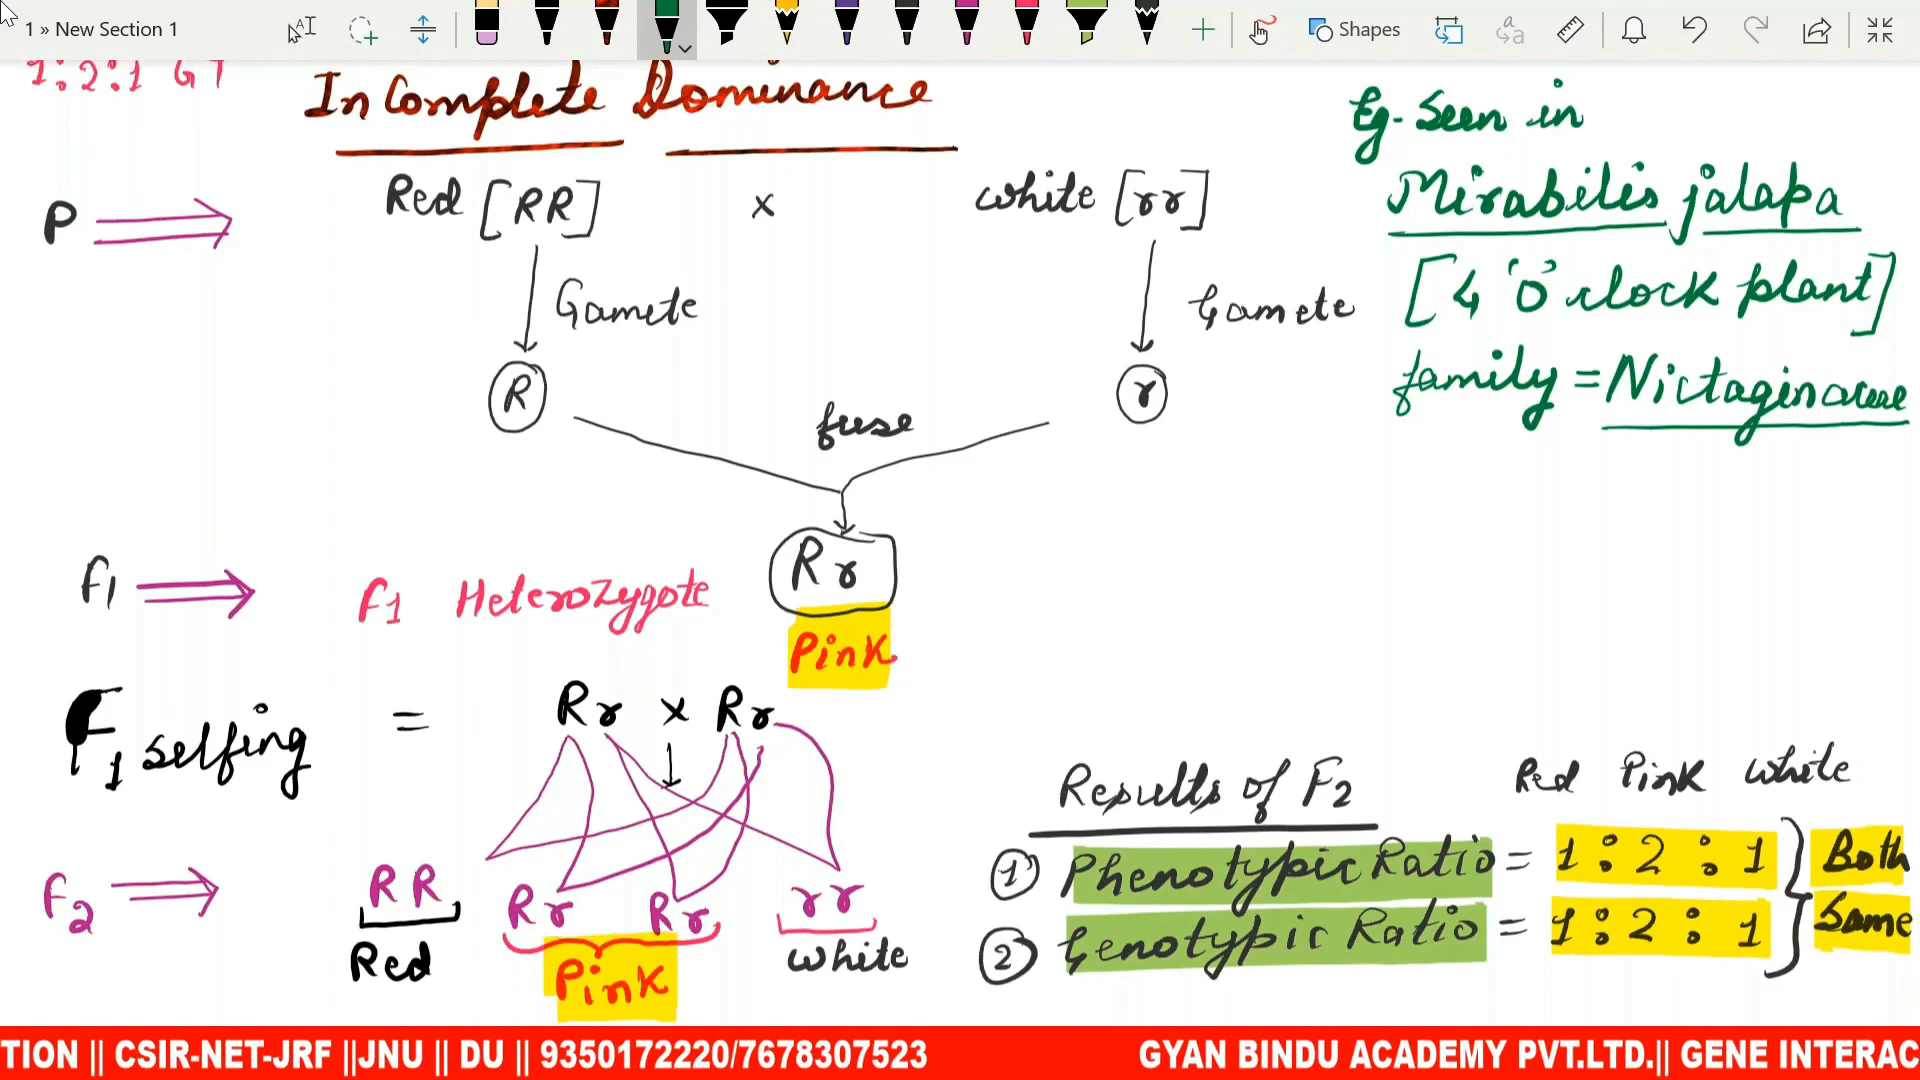 1 » New Section 1
Shapes
1:2:1 GT
InComplete Dominance
Eg- Seen in
Mirabilis jalapa
[4 'O' clock plant]
family = Nictaginaceae
P
Red [RR] x white [rr]
Gamete
Gamete
R
r
fuse
F1
F1 Heterozygote
Rr
Pink
F1 selfing = Rr x Rr
F2
RR Rr Rr rr
Red Pink white
Results of F2
Red Pink white
1 Phenotypic Ratio = 1:2:1
2 Genotypic Ratio = 1:2:1
Both
Same
TION || CSIR-NET-JRF ||JNU || DU || 9350172220/7678307523 GYAN BINDU ACADEMY PVT.LTD.|| GENE INTERAC